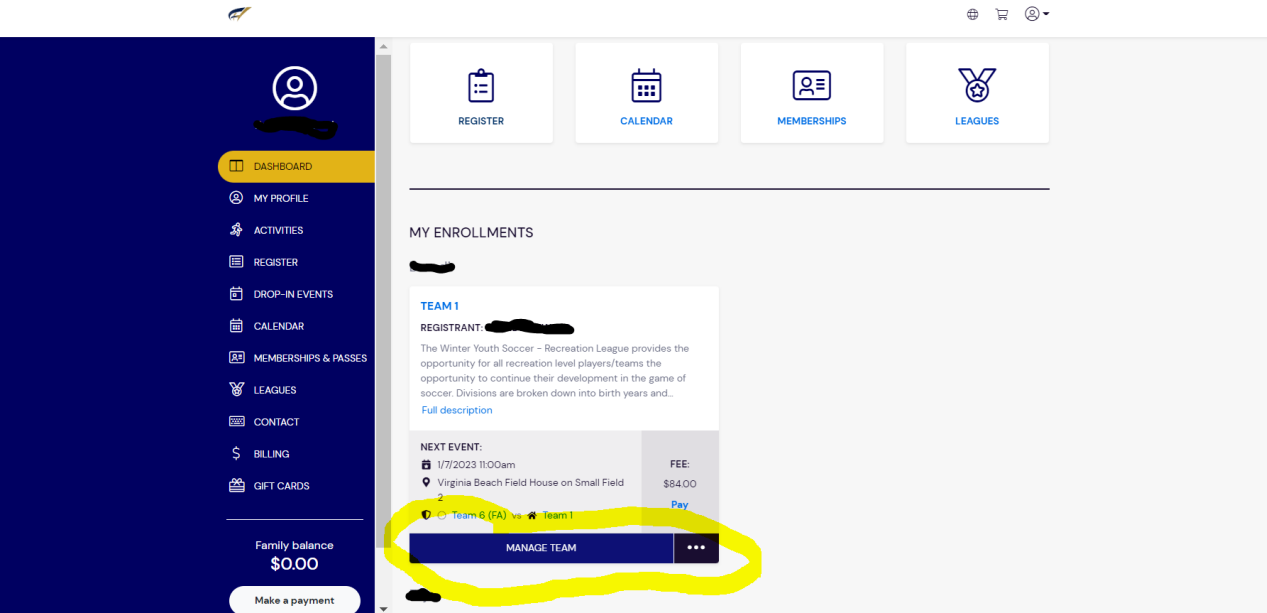 REGISTER
CALENDAR
MEMBERSHIPS
LEAGUES
DASHBOARD
MY PROFILE
ACTIVITIES
REGISTER
DROP-IN EVENTS
CALENDAR
MEMBERSHIPS & PASSES
LEAGUES
CONTACT
BILLING
GIFT CARDS
Family balance
$0.00
Make a payment
MY ENROLLMENTS
TEAM 1
REGISTRANT:
The Winter Youth Soccer - Recreation League provides the
opportunity for all recreation level players/teams the
opportunity to continue their development in the game of
soccer. Divisions are broken down into birth years and...
Full description
NEXT EVENT:
1/7/2023 11:00am
Virginia Beach Field House on Small Field
2
Team 6 (FA) vs Team 1
FEE:
$84.00
Pay
MANAGE TEAM